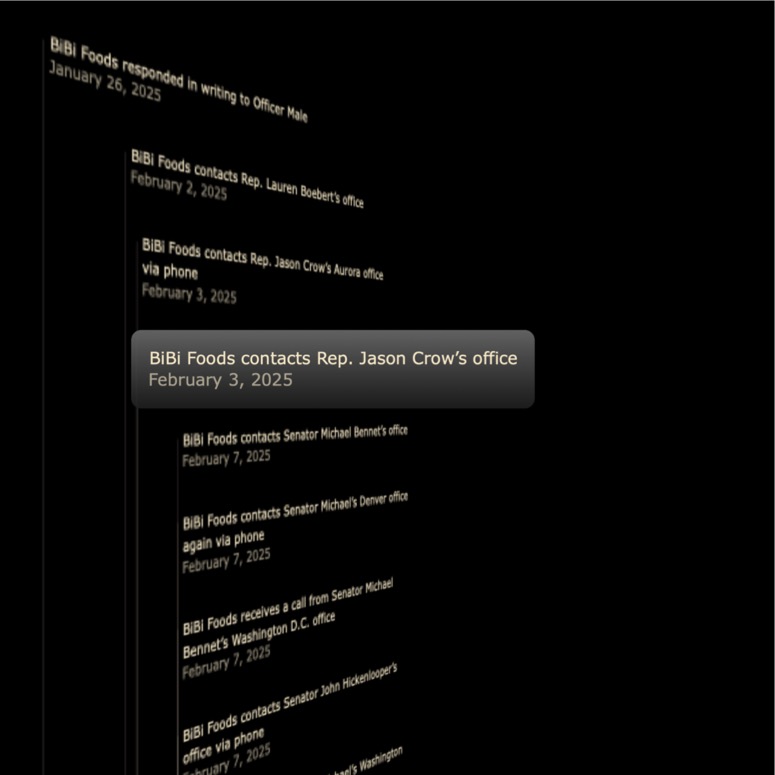 BiBi Foods responded in writing to Officer Male
January 26, 2025
BiBi Foods contacts Rep. Lauren Boebert's office
February 2, 2025
BiBi Foods contacts Rep. Jason Crow's Aurora office
via phone
February 3, 2025
BiBi Foods contacts Rep. Jason Crow's office
February 3, 2025
BiBi Foods contacts Senator Michael Bennet's office
February 7, 2025
BiBi Foods contacts Senator Michael's Denver office
again via phone
February 7, 2025
BiBi Foods receives a call from Senator Michael
Bennet's Washington D.C. office
February 7, 2025
BiBi Foods contacts Senator John Hickenlooper's
office via phone
February 7, 2025
Washington